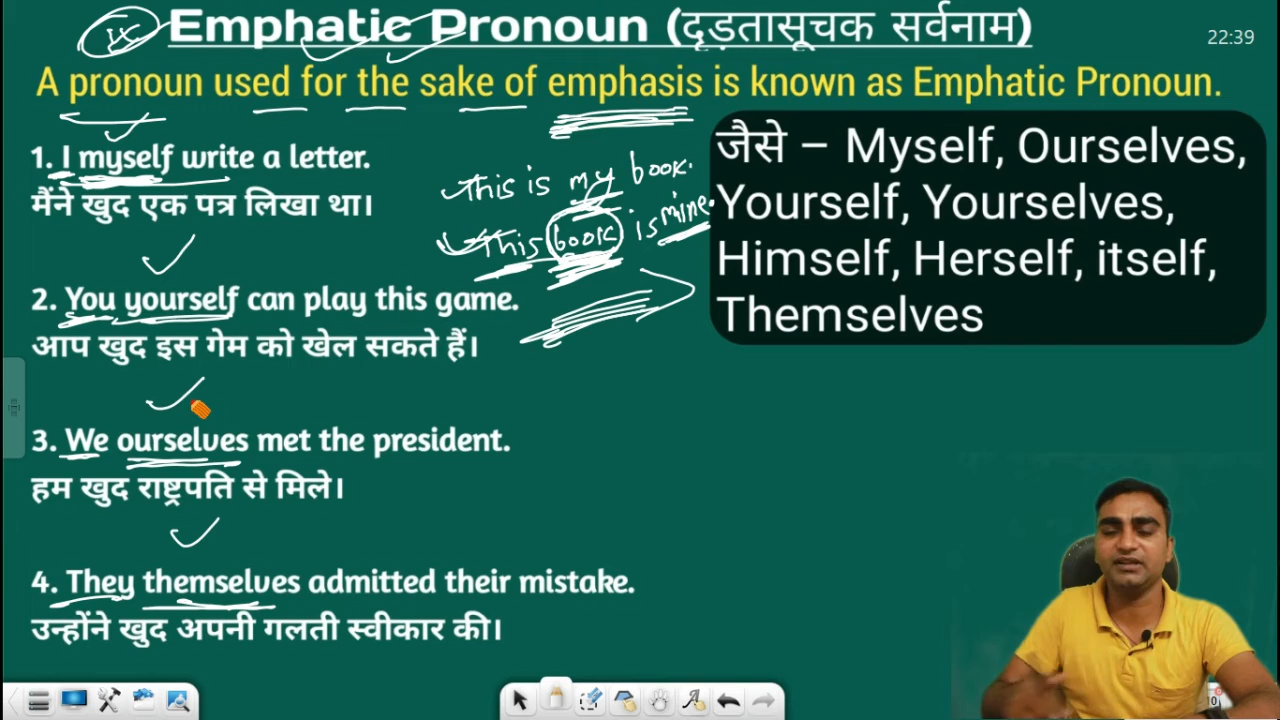 Emphatic Pronoun (दृड़तासूचक सर्वनाम)
22:39
A pronoun used for the sake of emphasis is known as Emphatic Pronoun.
1. I myself write a letter.
मैंने खुद एक पत्र लिखा था।
This is my book.
This book is mine.
जैसे – Myself, Ourselves,
Yourself, Yourselves,
Himself, Herself, itself,
Themselves
2. You yourself can play this game.
आप खुद इस गेम को खेल सकते हैं।
3. We ourselves met the president.
हम खुद राष्ट्रपति से मिले।
4. They themselves admitted their mistake.
उन्होंने खुद अपनी गलती स्वीकार की।